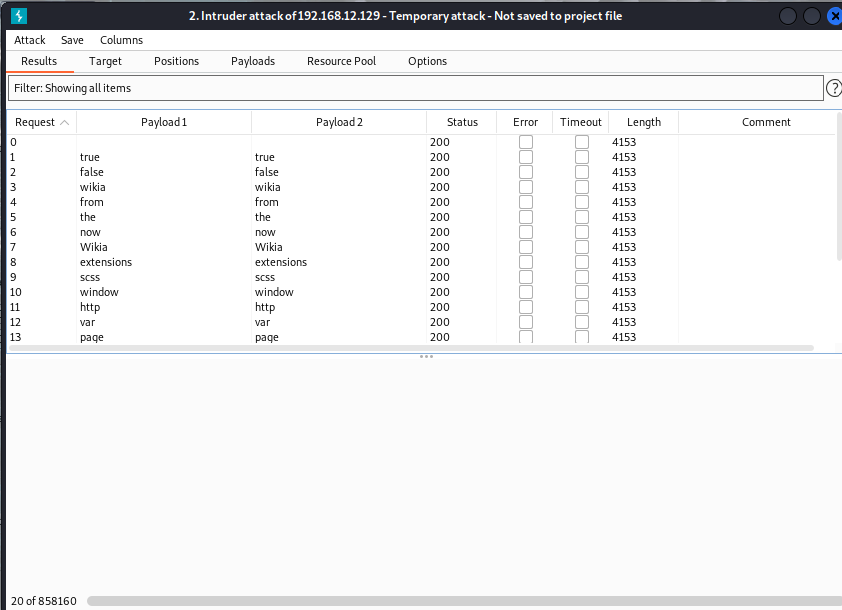 2. Intruder attack of 192.168.12.129 - Temporary attack - Not saved to project file
Attack Save Columns
Results Target Positions Payloads Resource Pool Options
Filter: Showing all items ?
Request Payload 1 Payload 2 Status Error Timeout Length Comment
0 200 4153
1 true true 200 4153
2 false false 200 4153
3 wikia wikia 200 4153
4 from from 200 4153
5 the the 200 4153
6 now now 200 4153
7 Wikia Wikia 200 4153
8 extensions extensions 200 4153
9 scss scss 200 4153
10 window window 200 4153
11 http http 200 4153
12 var var 200 4153
13 page page 200 4153
20 of 858160